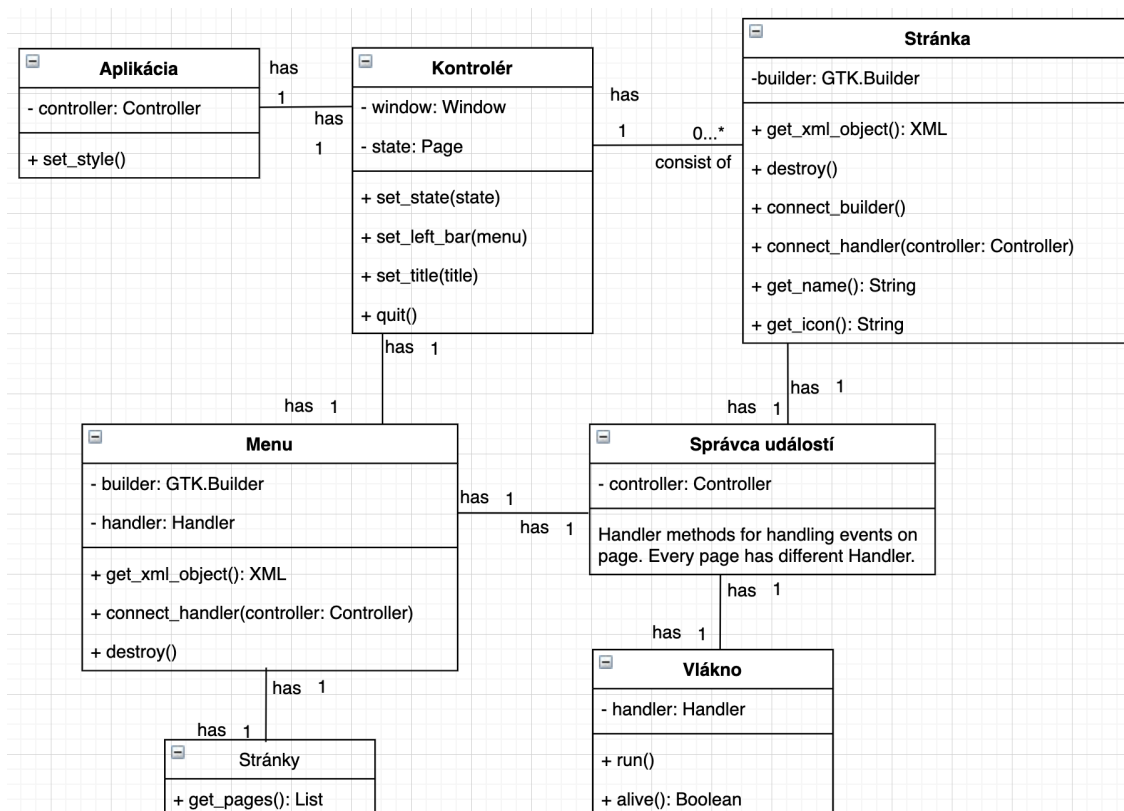 Aplikácia
- controller: Controller
+ set_style()
has
1
has
1
Kontrolér
- window: Window
- state: Page
+ set_state(state)
+ set_left_bar(menu)
+ set_title(title)
+ quit()
has
1
0...*
consist of
Stránka
-builder: GTK.Builder
+ get_xml_object(): XML
+ destroy()
+ connect_builder()
+ connect_handler(controller: Controller)
+ get_name(): String
+ get_icon(): String
has 1
has 1
has 1
has 1
Menu
- builder: GTK.Builder
- handler: Handler
+ get_xml_object(): XML
+ connect_handler(controller: Controller)
+ destroy()
has 1
has 1
Správca událostí
- controller: Controller
Handler methods for handling events on
page. Every page has different Handler.
has 1
has 1
Stránky
+ get_pages(): List
has 1
has 1
Vlákno
- handler: Handler
+ run()
+ alive(): Boolean